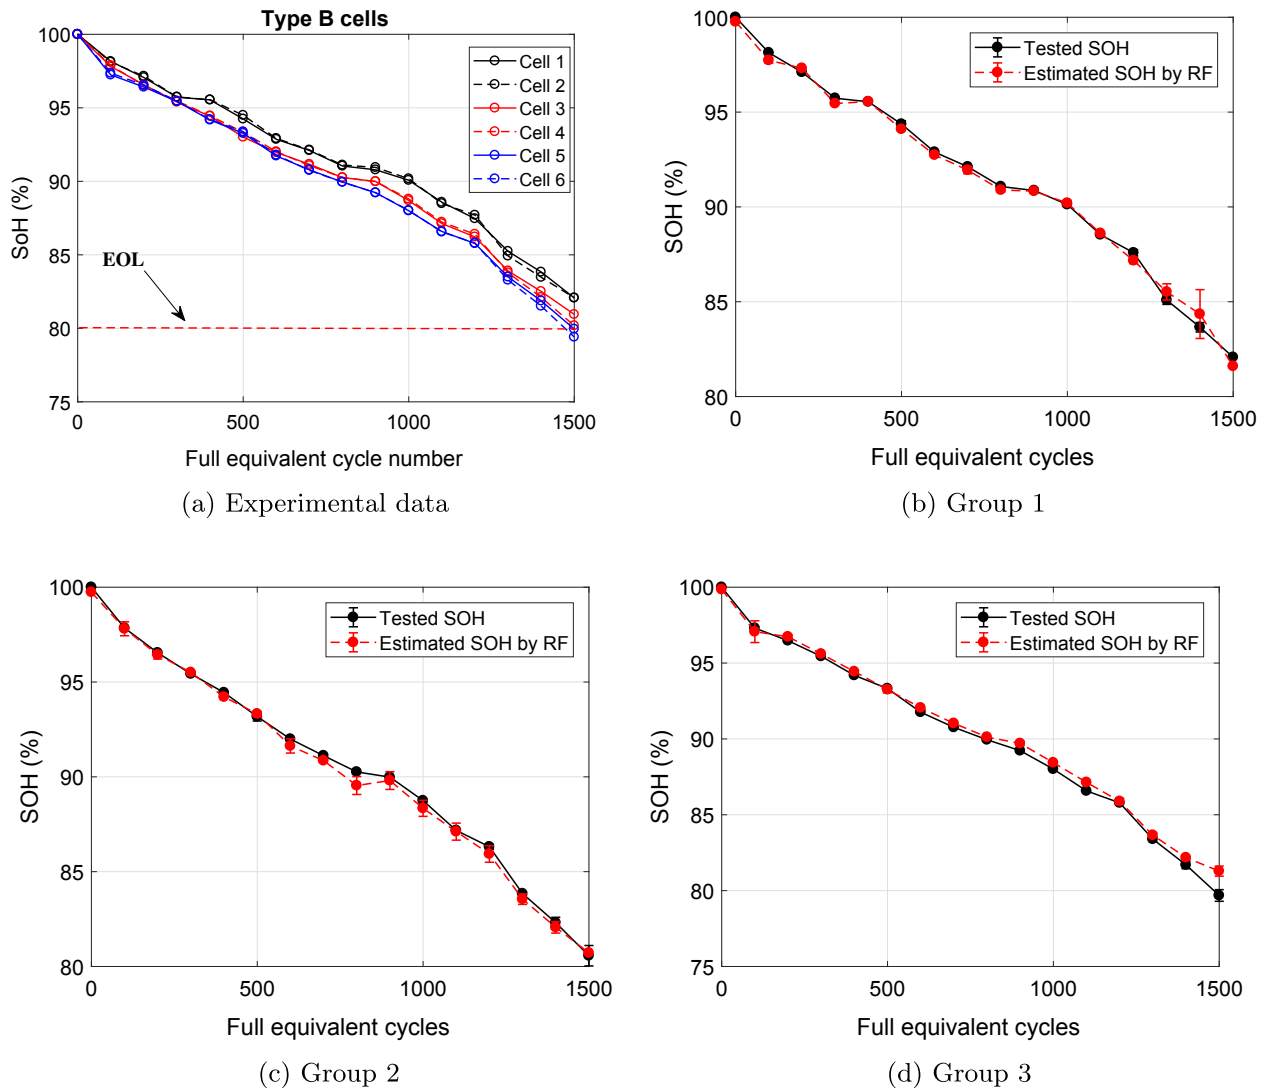 Type B cells
100
95
90
85
80
75
SoH (%)
EOL
Cell 1
Cell 2
Cell 3
Cell 4
Cell 5
Cell 6
0
500
1000
1500
Full equivalent cycle number
(a) Experimental data
100
95
90
85
80
SOH (%)
Tested SOH
Estimated SOH by RF
0
500
1000
1500
Full equivalent cycles
(b) Group 1
100
95
90
85
80
SOH (%)
Tested SOH
Estimated SOH by RF
0
500
1000
1500
Full equivalent cycles
(c) Group 2
100
95
90
85
80
75
SOH (%)
Tested SOH
Estimated SOH by RF
0
500
1000
1500
Full equivalent cycles
(d) Group 3